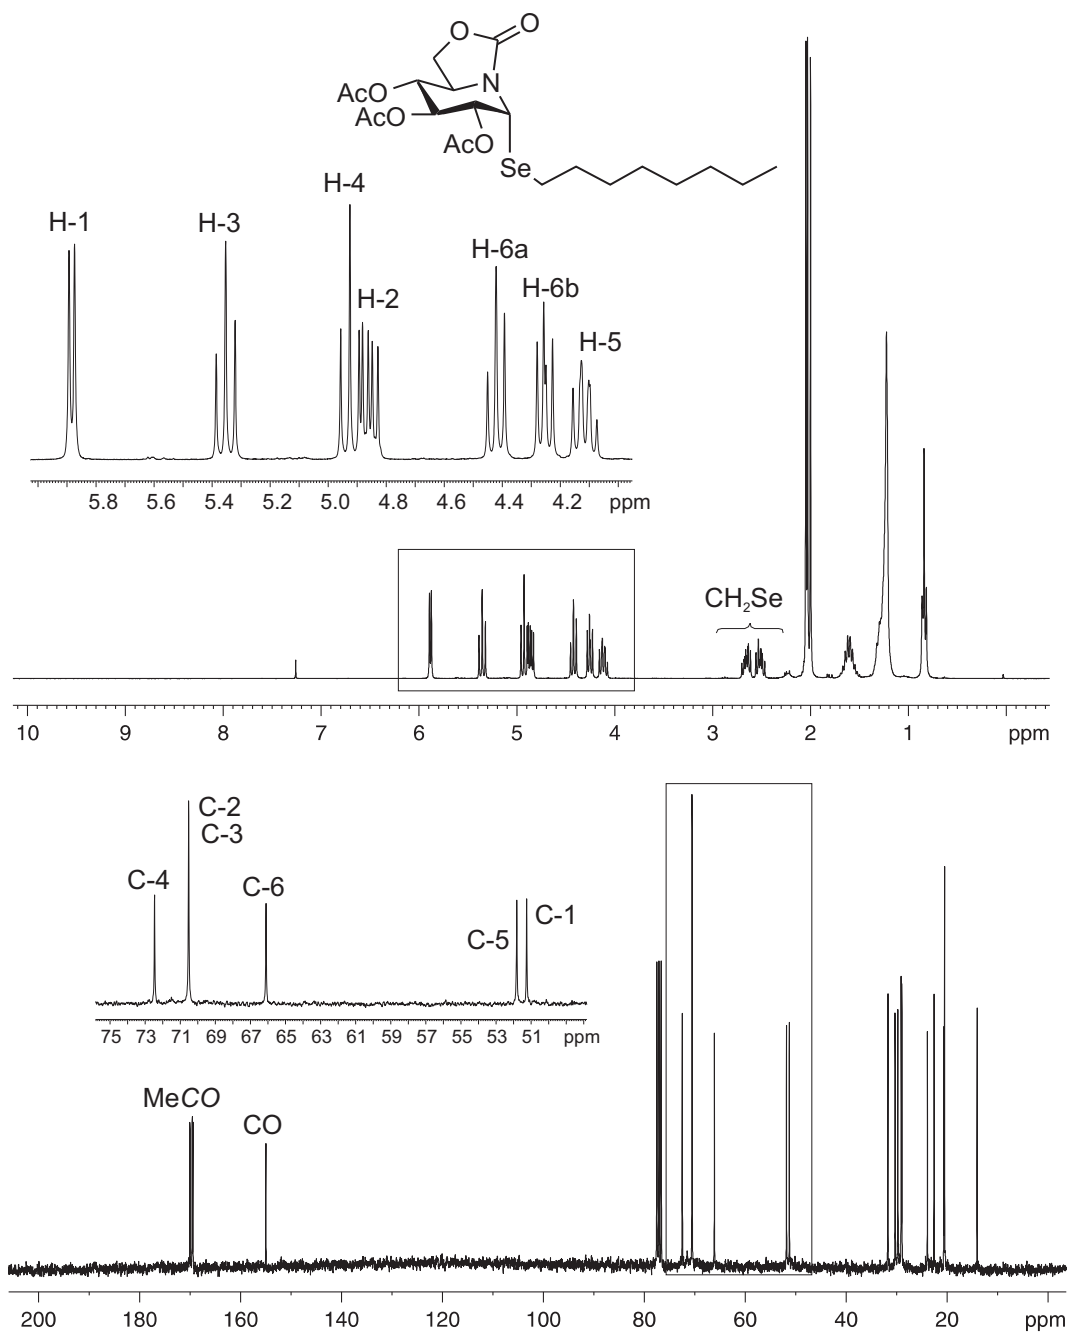 O
O
N
AcO
AcO
AcO
Se
H-1
H-3
H-4
H-2
H-6a
H-6b
H-5
5.8 5.6 5.4 5.2 5.0 4.8 4.6 4.4 4.2 ppm
CH₂Se
10 9 8 7 6 5 4 3 2 1 ppm
C-4
C-2
C-3
C-6
C-5
C-1
75 73 71 69 67 65 63 61 59 57 55 53 51 ppm
MeCO
CO
200 180 160 140 120 100 80 60 40 20 ppm